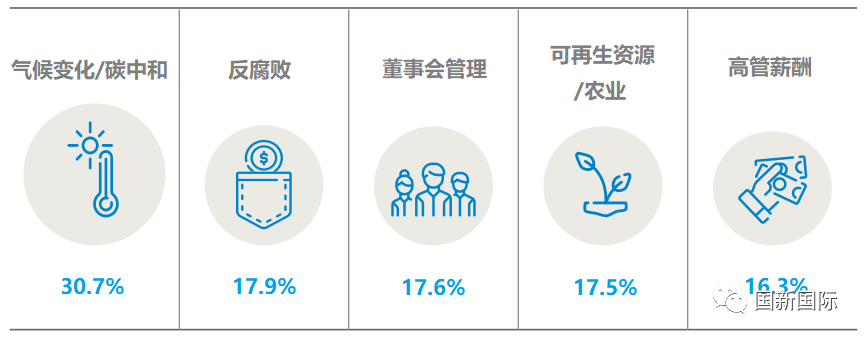 气候变化/碳中和
反腐败
董事会管理
可再生资源
/农业
高管薪酬
$
30.7%
17.9%
17.6%
17.5%
16.3%
国新国际